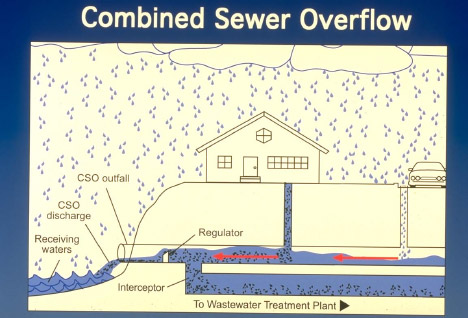 Combined Sewer Overflow
CSO outfall
CSO
discharge
Receiving
waters
Regulator
Interceptor
To Wastewater Treatment Plant